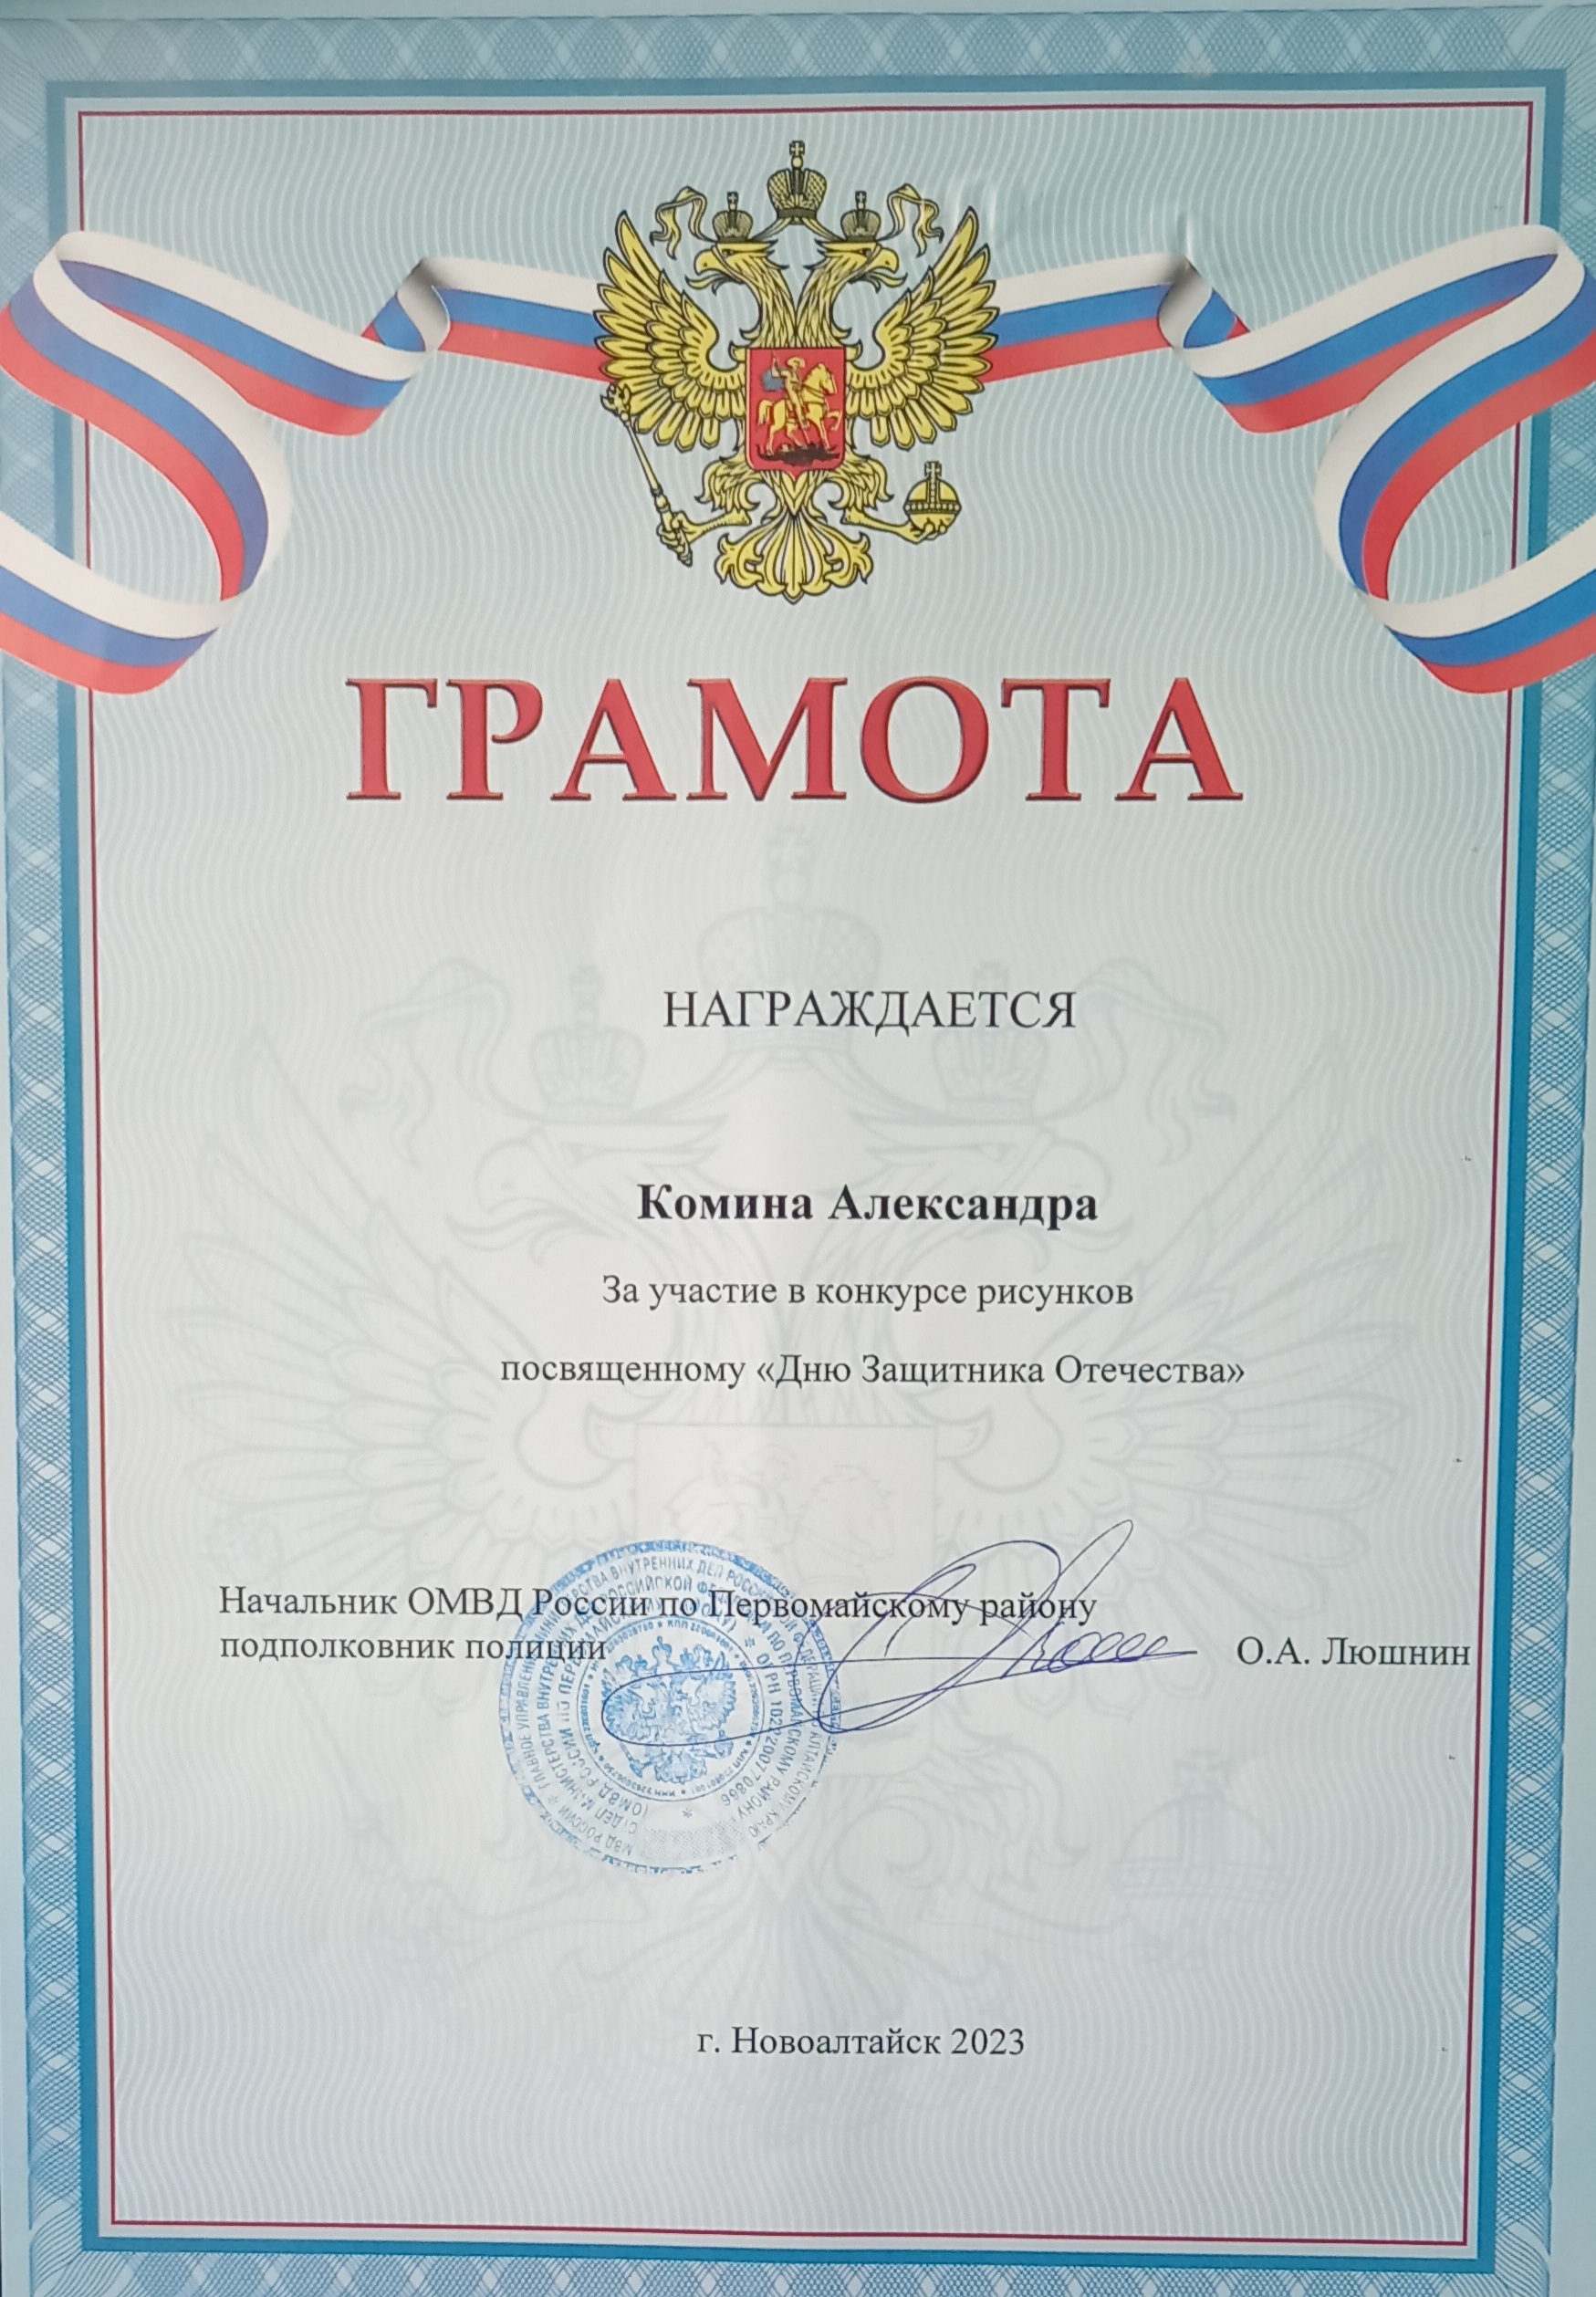 ГРАМОТА
НАГРАЖДАЕТСЯ
Комина Александра
За участие в конкурсе рисунков
посвященному «Дню Защитника Отечества»
Начальник ОМВД России по Первомайскому району
подполковник полиции О.А. Люшнин
г. Новоалтайск 2023